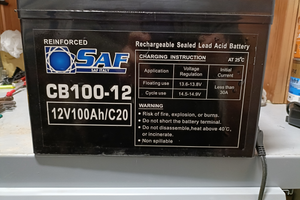 REINFORCED
SAF
CB100-12
12V100Ah/C20
Rechargeable Sealed Lead Acid Battery
CHARGING INSTRUCTION AT 25°C
Application Voltage Regulation Initial Current
Floating use 13.6-13.8V Less than 30A
Cycle use 14.5-14.9V
WARNING:
Risk of fire, explosion, or burns.
Do not short the battery terminal.
Do not disassemble,heat above 40°C,
or incinerate.
Non spillable